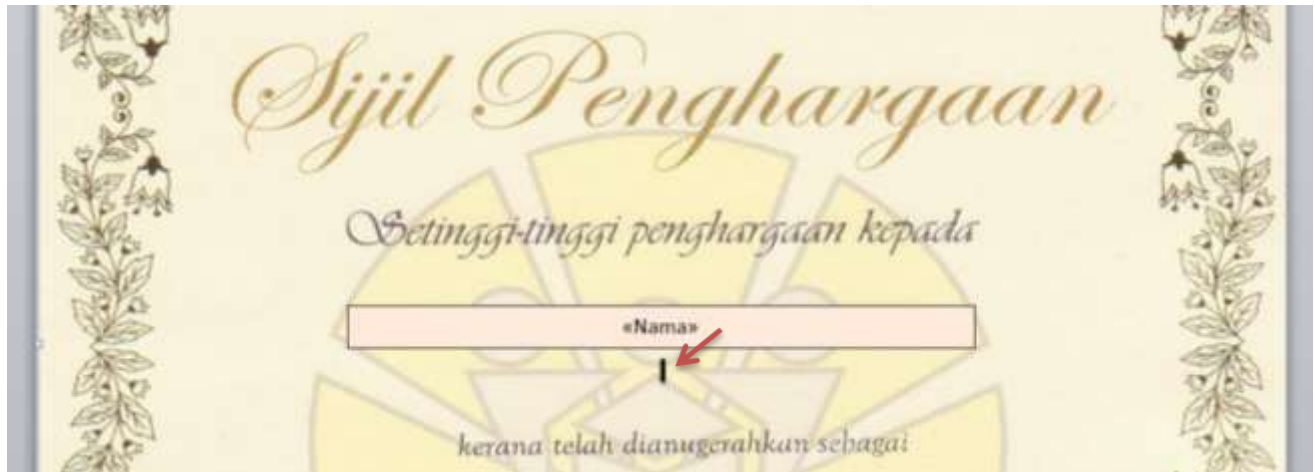 Sijil Penghargaan
Setinggi-tinggi penghargaan kepada
«Nama»
kerana telah dianugerahkan sebagai